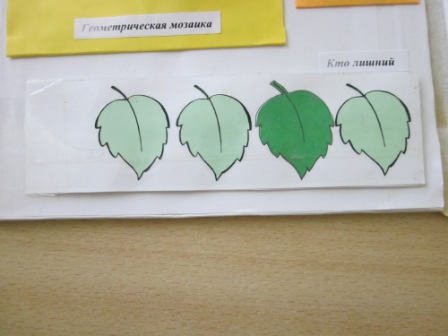 Геометрическая мозаика
Кто лишний